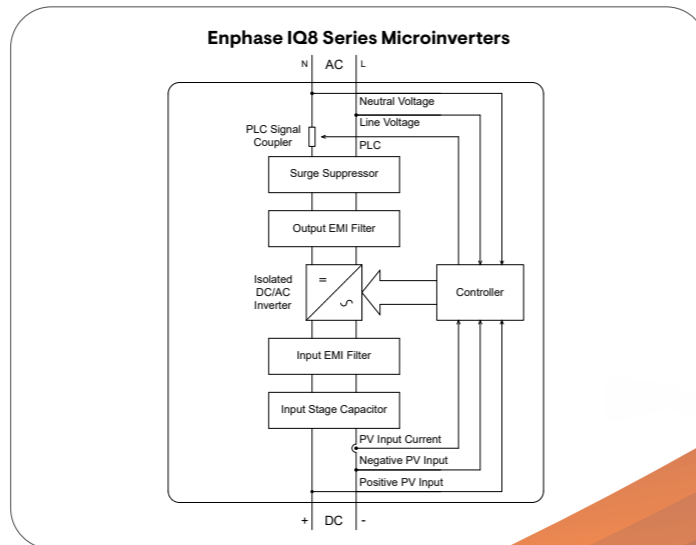 Enphase IQ8 Series Microinverters
N AC L
Neutral Voltage
Line Voltage
PLC Signal
Coupler
PLC
Surge Suppressor
Output EMI Filter
Isolated
DC/AC
Inverter
=
∿
Controller
Input EMI Filter
Input Stage Capacitor
PV Input Current
Negative PV Input
Positive PV Input
+ DC -